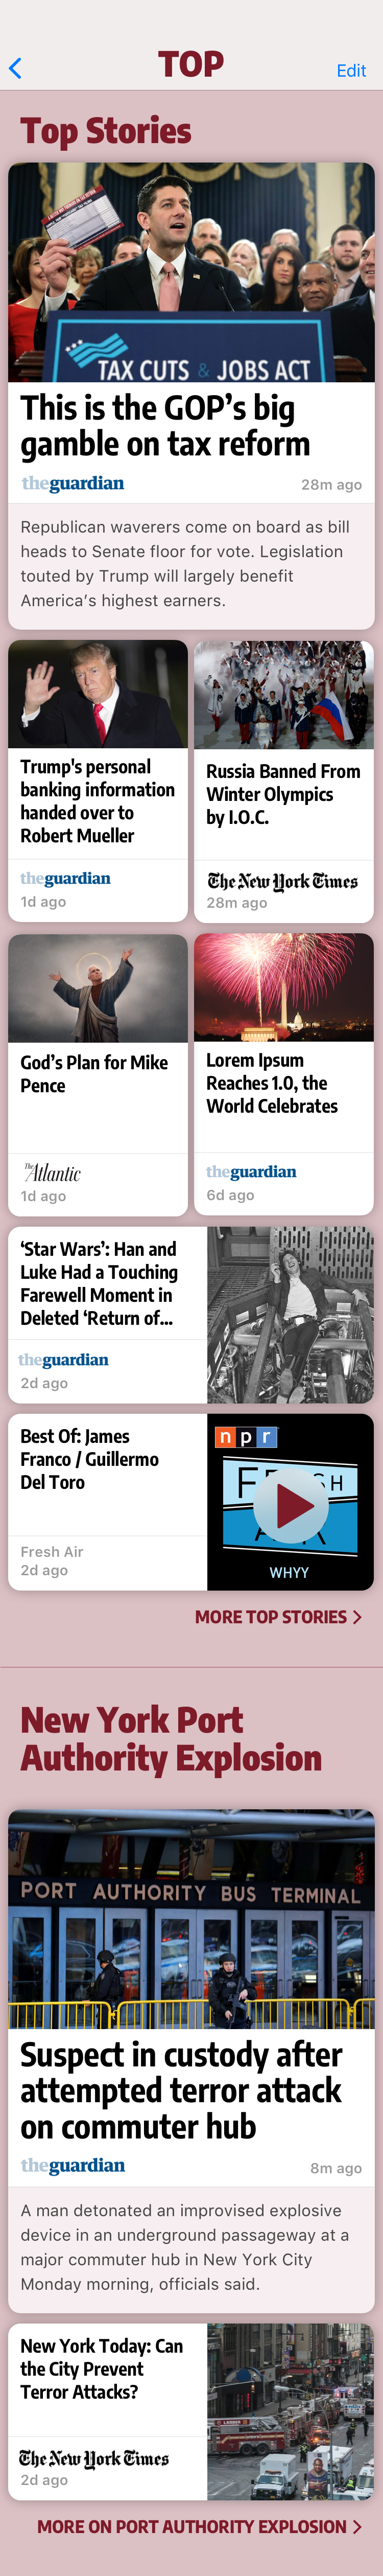 TOP
Edit
Top Stories
TAX CUTS & JOBS ACT
This is the GOP’s big
gamble on tax reform
theguardian
28m ago
Republican waverers come on board as bill
heads to Senate floor for vote. Legislation
touted by Trump will largely benefit
America’s highest earners.
Trump's personal
banking information
handed over to
Robert Mueller
theguardian
1d ago
Russia Banned From
Winter Olympics
by I.O.C.
The New York Times
28m ago
God’s Plan for Mike
Pence
The Atlantic
1d ago
Lorem Ipsum
Reaches 1.0, the
World Celebrates
theguardian
6d ago
‘Star Wars’: Han and
Luke Had a Touching
Farewell Moment in
Deleted ‘Return of...
theguardian
2d ago
Best Of: James
Franco / Guillermo
Del Toro
Fresh Air
2d ago
npr
WHYY
MORE TOP STORIES
New York Port
Authority Explosion
PORT AUTHORITY BUS TERMINAL
Suspect in custody after
attempted terror attack
on commuter hub
theguardian
8m ago
A man detonated an improvised explosive
device in an underground passageway at a
major commuter hub in New York City
Monday morning, officials said.
New York Today: Can
the City Prevent
Terror Attacks?
The New York Times
2d ago
MORE ON PORT AUTHORITY EXPLOSION